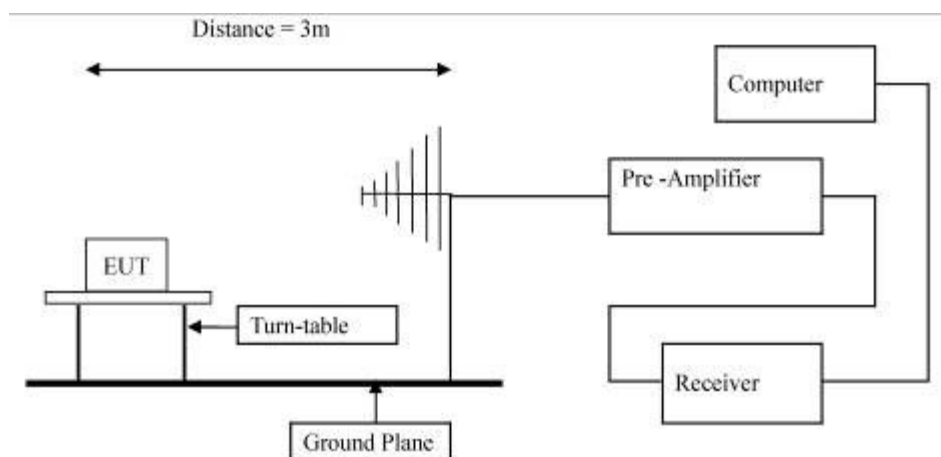 Distance = 3m
Computer
Pre -Amplifier
EUT
Turn-table
Receiver
Ground Plane